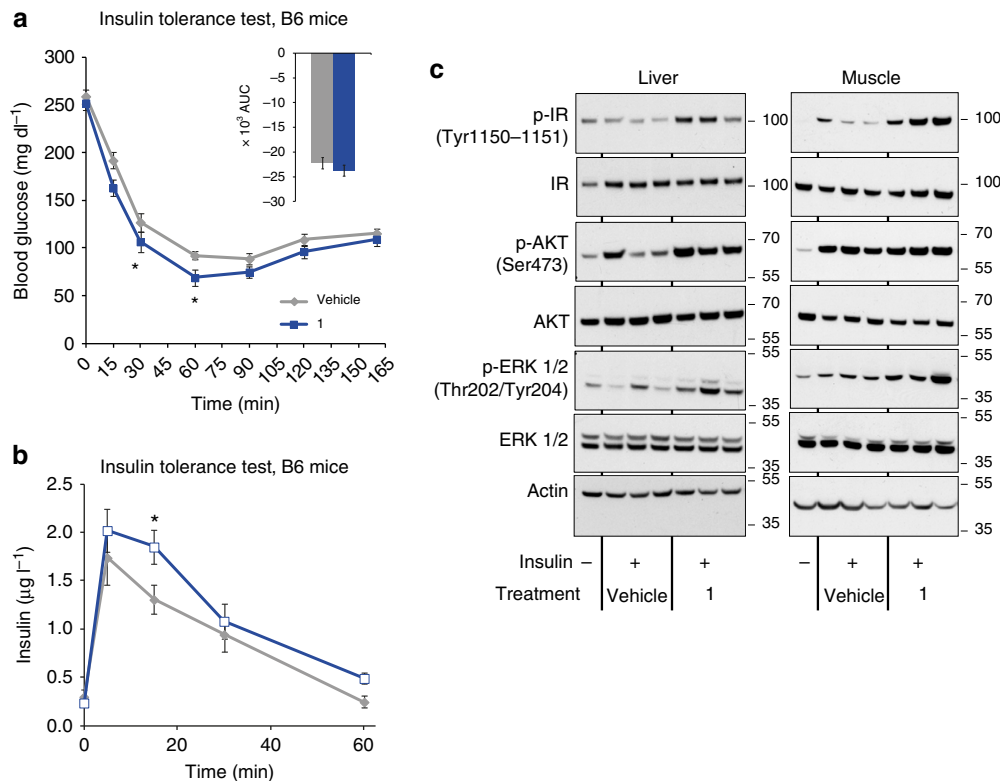 a
Insulin tolerance test, B6 mice
300
250
200
150
100
50
0
Blood glucose (mg dl⁻¹)
0
−5
−10
−15
−20
−25
−30
× 10³ AUC
Vehicle
1
*
*
0 15 30 45 60 75 90 105 120 135 150 165
Time (min)
b
Insulin tolerance test, B6 mice
2.5
2.0
1.5
1.0
0.5
0.0
Insulin (µg l⁻¹)
*
0 20 40 60
Time (min)
c
Liver Muscle
p-IR
(Tyr1150–1151)
100 100
IR
100 100
p-AKT
(Ser473)
70 70
55 55
AKT
70 70
55 55
p-ERK 1/2
(Thr202/Tyr204)
55 55
35 35
ERK 1/2
55 55
35 35
Actin
55 55
35 35
Insulin − + + − + +
Treatment Vehicle 1 Vehicle 1